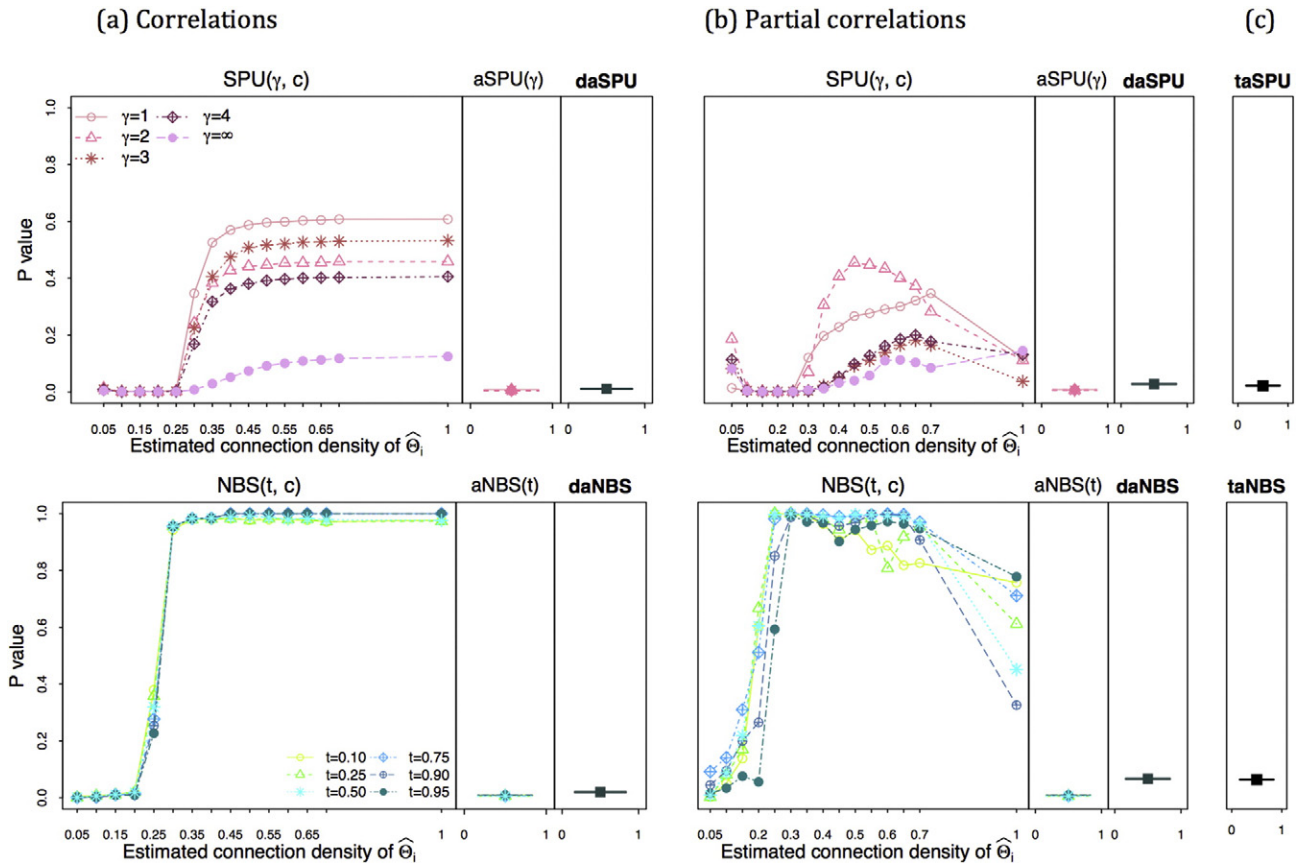 (a) Correlations
(b) Partial correlations
(c)
SPU(γ, c)
aSPU(γ)
daSPU
SPU(γ, c)
aSPU(γ)
daSPU
taSPU
P value
1.0
0.8
0.6
0.4
0.2
0.0
γ=1
γ=2
γ=3
γ=4
γ=∞
0.05 0.15 0.25 0.35 0.45 0.55 0.65 1
0 1
0 1
0.05 0.2 0.3 0.4 0.5 0.6 0.7 1
0 1
0 1
0 1
Estimated connection density of Θ̂i
Estimated connection density of Θ̂i
NBS(t, c)
aNBS(t)
daNBS
NBS(t, c)
aNBS(t)
daNBS
taNBS
P value
1.0
0.8
0.6
0.4
0.2
0.0
t=0.10
t=0.25
t=0.50
t=0.75
t=0.90
t=0.95
0.05 0.15 0.25 0.35 0.45 0.55 0.65 1
0 1
0 1
0.05 0.2 0.3 0.4 0.5 0.6 0.7 1
0 1
0 1
0 1
Estimated connection density of Θ̂i
Estimated connection density of Θ̂i